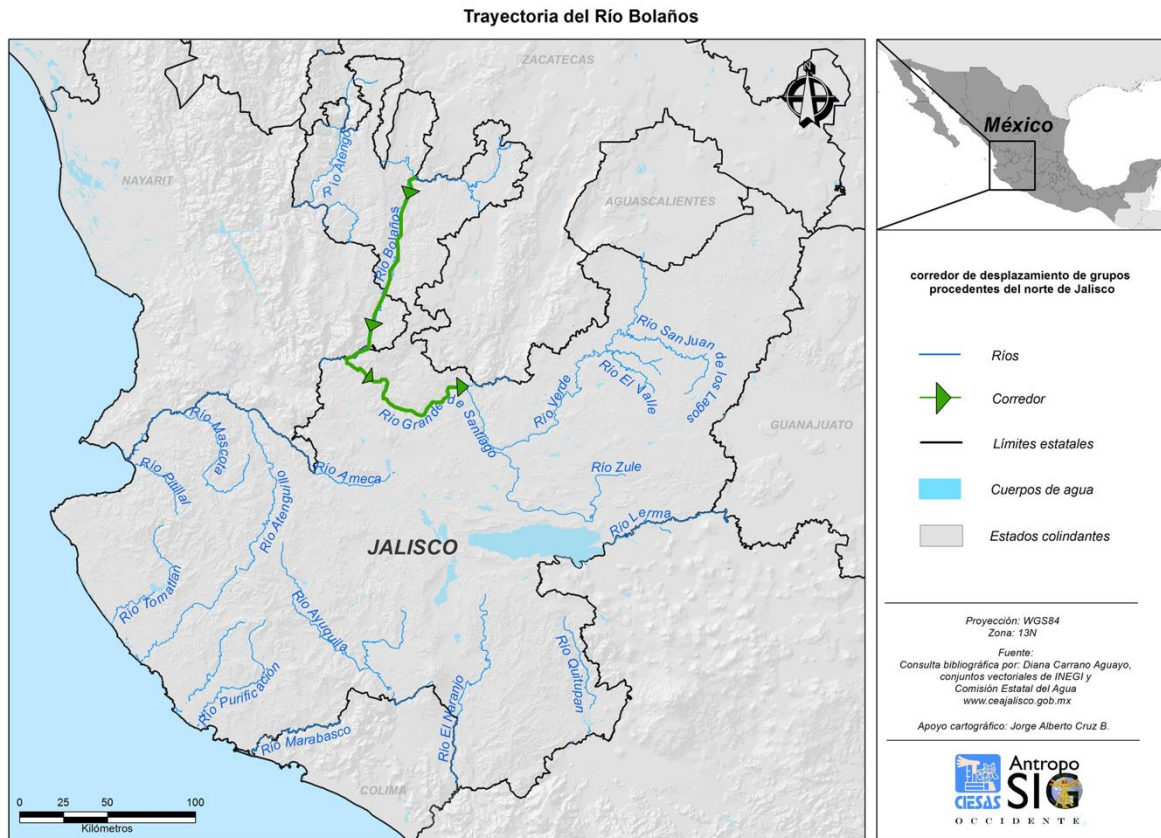 Trayectoria del Río Bolaños
ZACATECAS
NAYARIT
AGUASCALIENTES
GUANAJUATO
COLIMA
JALISCO
Río Atengo
Río Bolaños
Río San Juan de los Lagos
Río Verde
Río El Valle
Río Grande de Santiago
Río Zule
Río Lerma
Río Mascota
Río Pitillal
Río Ameca
Río Atenguillo
Río Tomatlán
Río Ayuquila
Río Purificación
Río Marabasco
Río El Naranjo
Río Quitupan
0 25 50 100
Kilómetros
México
corredor de desplazamiento de grupos
procedentes del norte de Jalisco
Ríos
Corredor
Límites estatales
Cuerpos de agua
Estados colindantes
Proyección: WGS84
Zona: 13N
Fuente:
Consulta bibliográfica por: Diana Carrano Aguayo,
conjuntos vectoriales de INEGI y
Comisión Estatal del Agua
www.ceajalisco.gob.mx
Apoyo cartográfico: Jorge Alberto Cruz B.
CIESAS
Antropo
SIG
OCCIDENTE